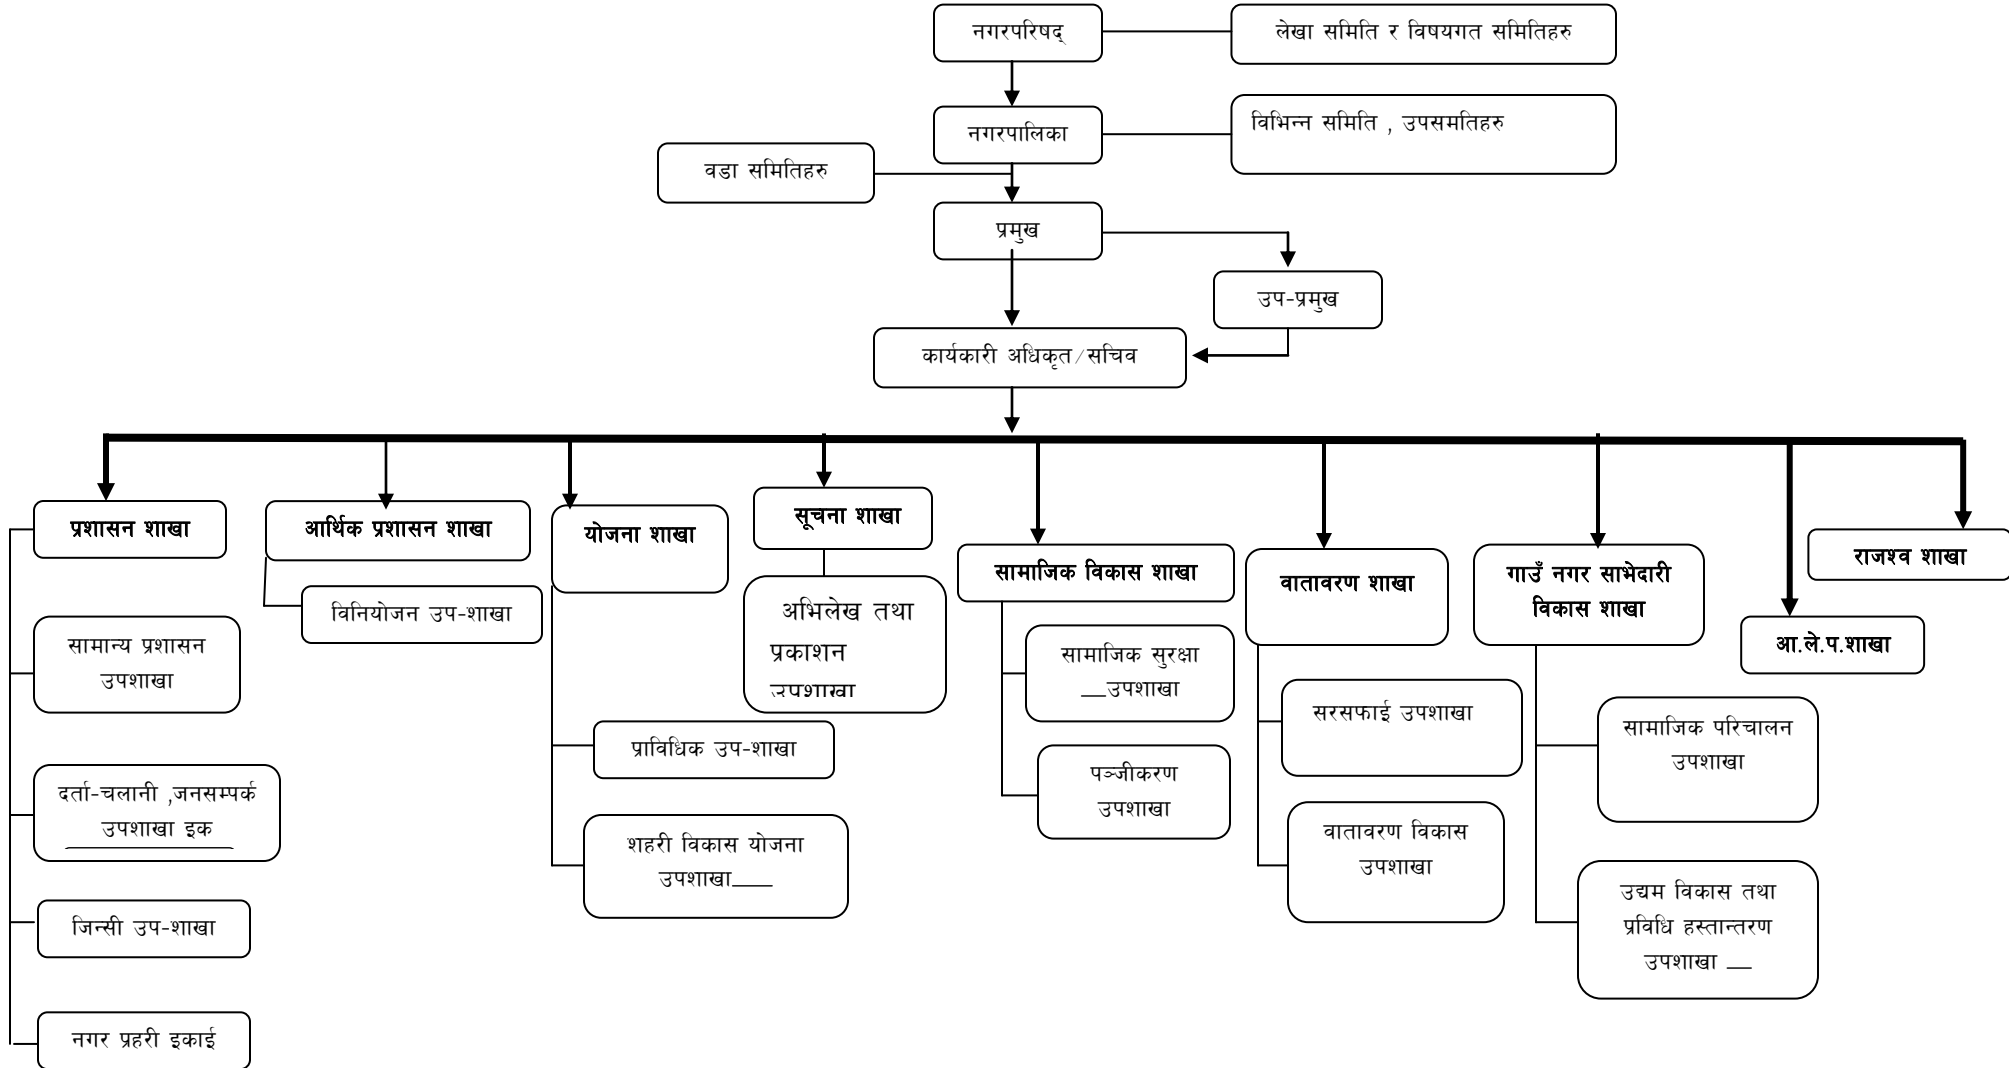 नगरपरिषद्
लेखा समिति र विषयगत समितिहरु
नगरपालिका
विभिन्न समिति , उपसमतिहरु
वडा समितिहरु
प्रमुख
उप-प्रमुख
कार्यकारी अधिकृत/सचिव
प्रशासन शाखा
सामान्य प्रशासन
उपशाखा
दर्ता-चलानी ,जनसम्पर्क
उपशाखा इक
जिन्सी उप-शाखा
नगर प्रहरी इकाई
आर्थिक प्रशासन शाखा
विनियोजन उप-शाखा
योजना शाखा
प्राविधिक उप-शाखा
शहरी विकास योजना
उपशाखा
सूचना शाखा
अभिलेख तथा
प्रकाशन
उपशाखा
सामाजिक विकास शाखा
सामाजिक सुरक्षा
उपशाखा
पञ्जीकरण
उपशाखा
वातावरण शाखा
सरसफाई उपशाखा
वातावरण विकास
उपशाखा
गाउँ नगर साभेदारी
विकास शाखा
सामाजिक परिचालन
उपशाखा
उद्यम विकास तथा
प्रविधि हस्तान्तरण
उपशाखा
आ.ले.प.शाखा
राजश्व शाखा